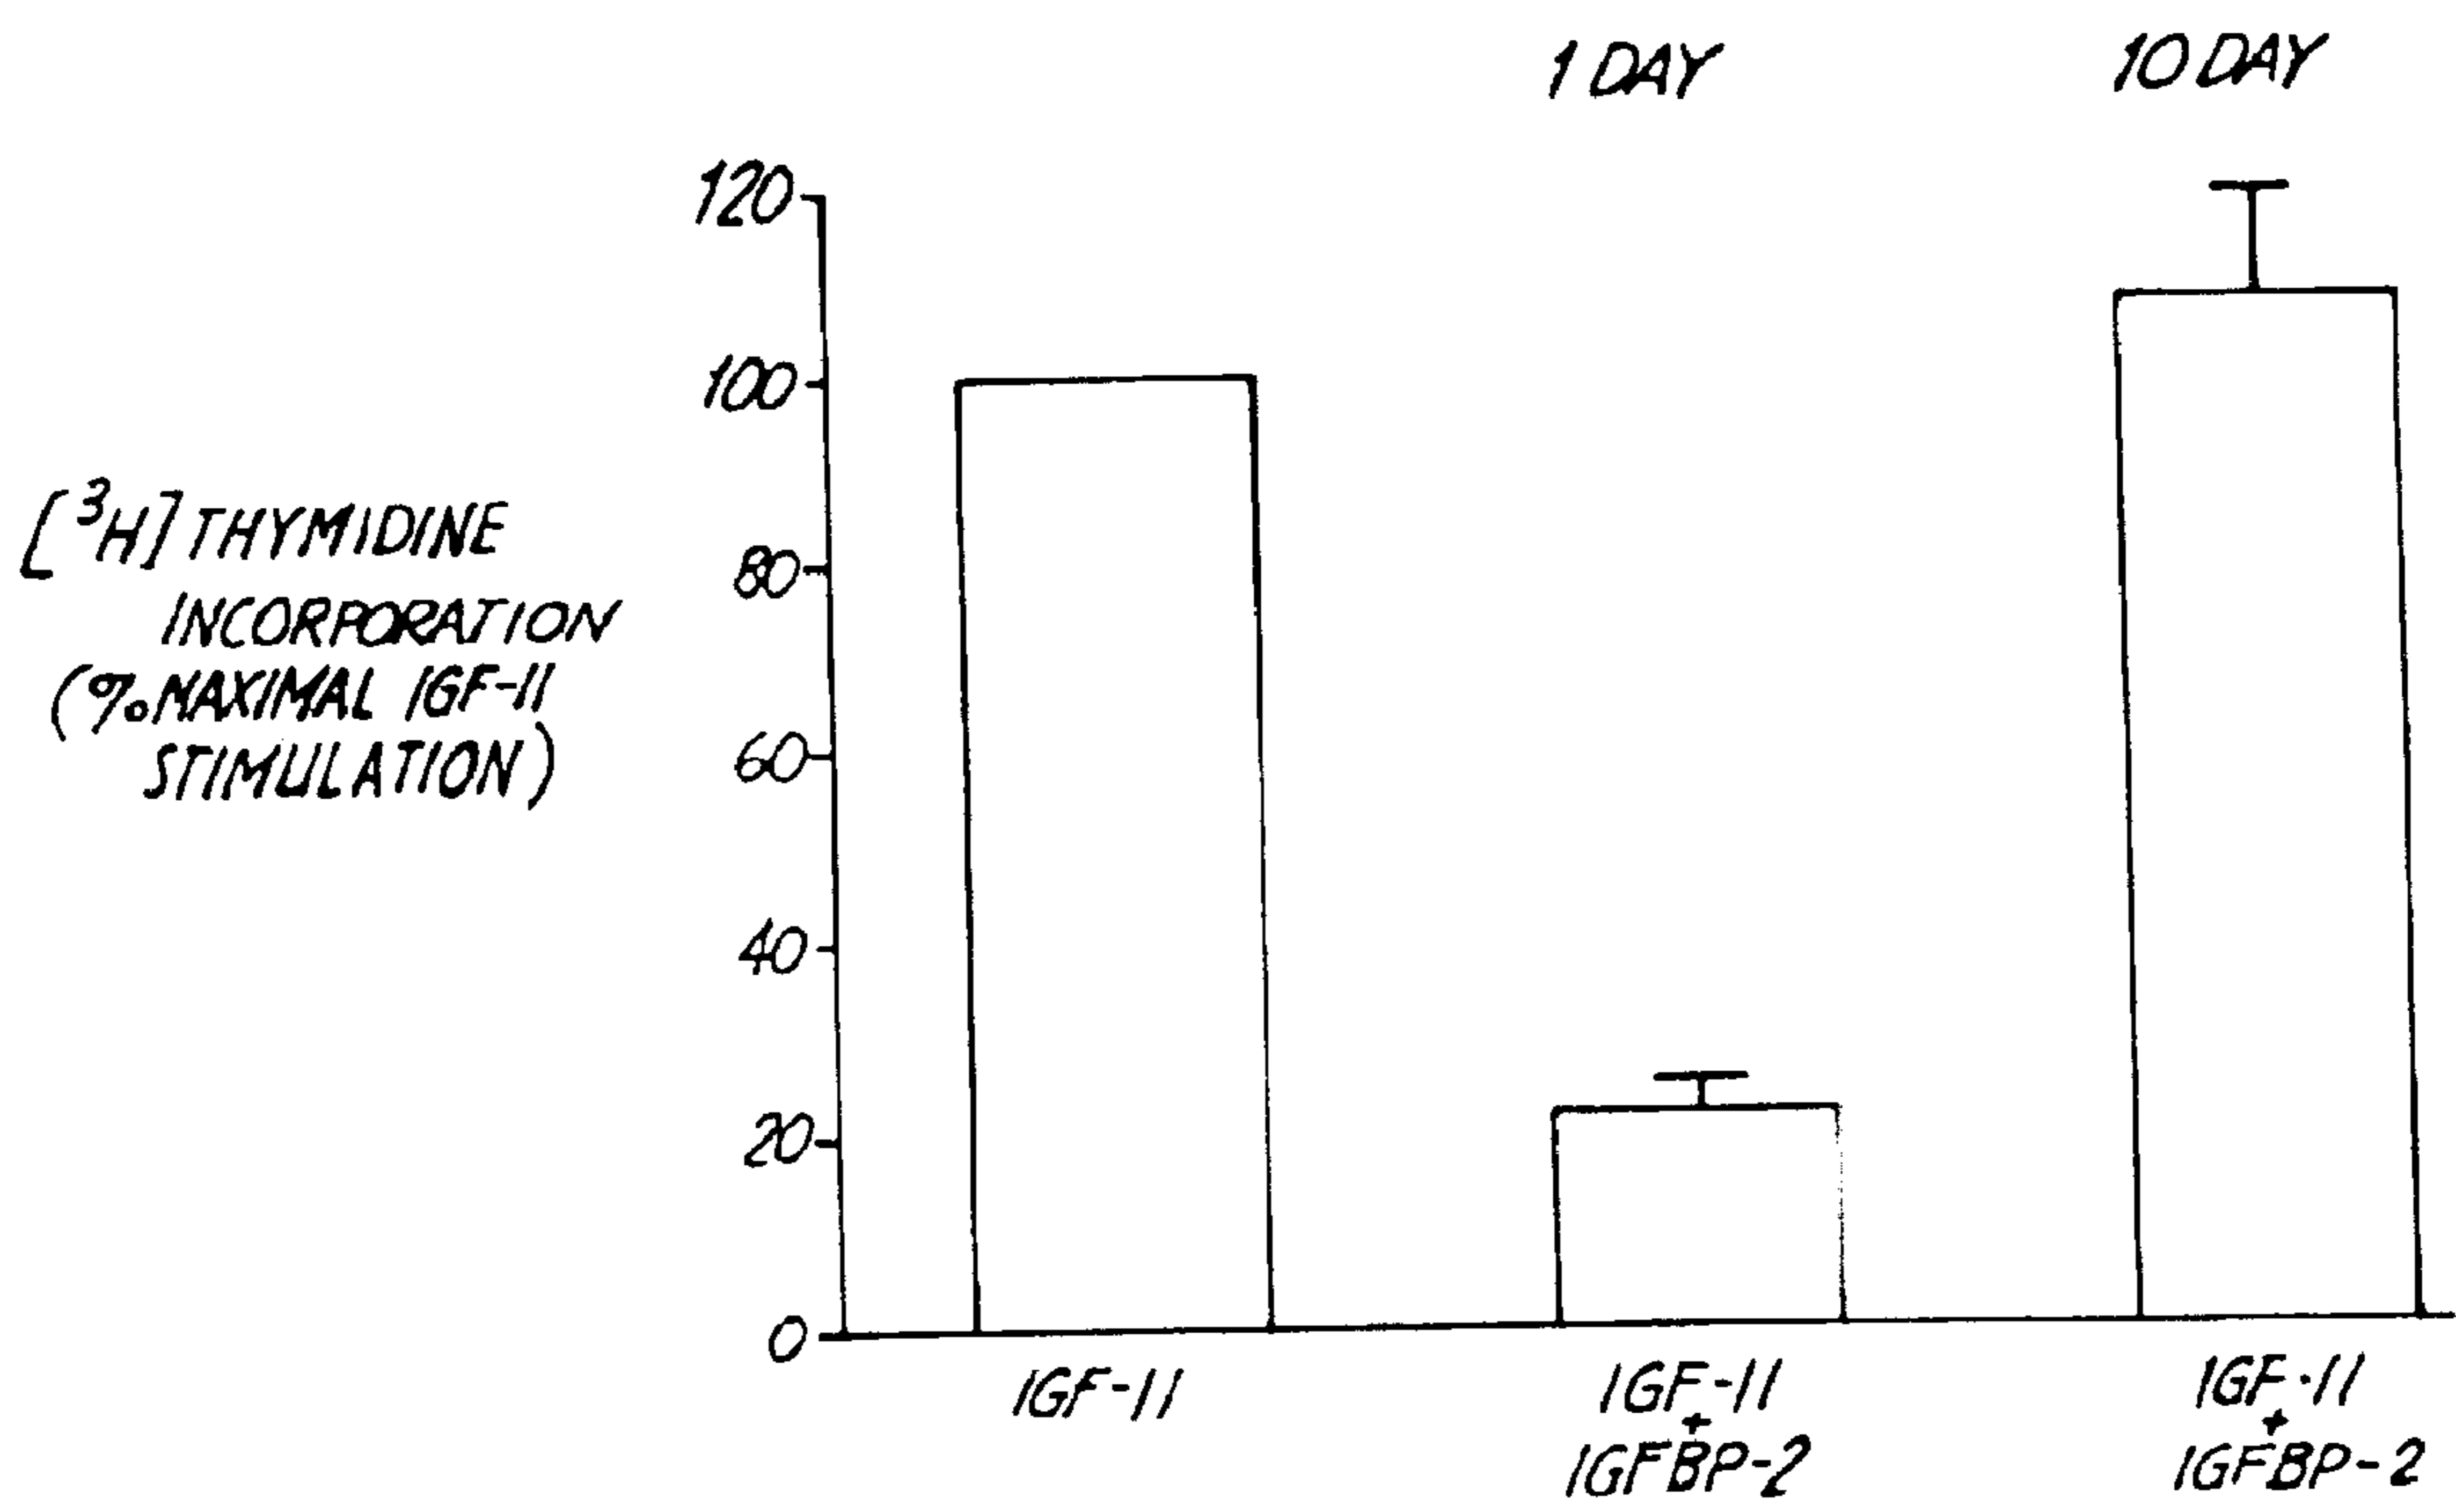 1 DAY
10 DAY
120
100
80
60
40
20
0
[³H] THYMIDINE
INCORPORATION
(% MAXIMAL IGF-II
STIMULATION)
IGF-II
IGF-II
+
IGFBP-2
IGF-II
+
IGFBP-2